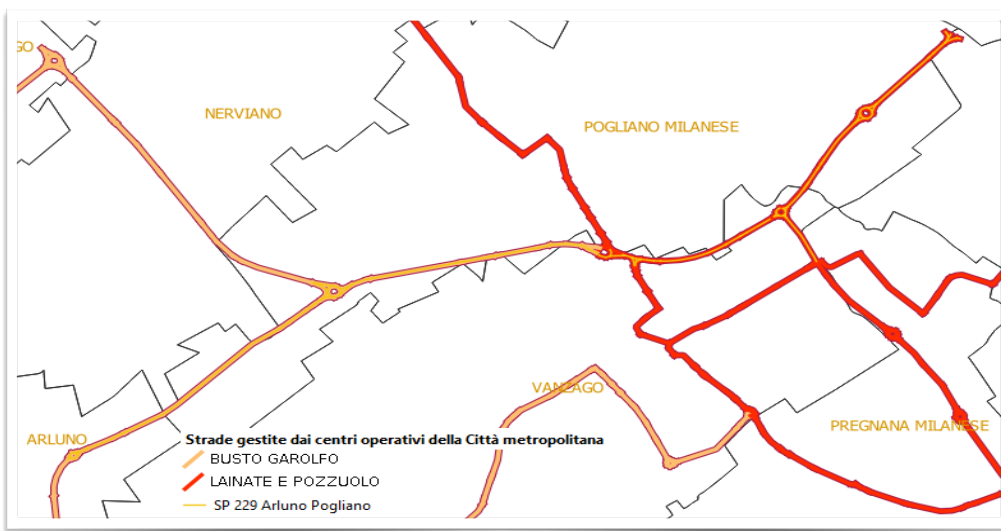 GO
NERVIANO
POGLIANO MILANESE
VANZAGO
ARLUNO
PREGNANA MILANESE
Strade gestite dai centri operativi della Città metropolitana
BUSTO GAROLFO
LAINATE E POZZUOLO
SP 229 Arluno Pogliano